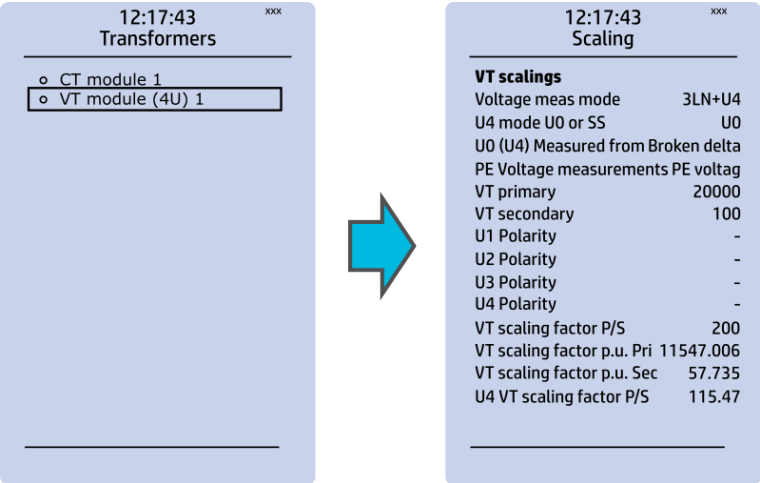 12:17:43 xxx
Transformers
CT module 1
VT module (4U) 1
12:17:43 xxx
Scaling
VT scalings
Voltage meas mode 3LN+U4
U4 mode U0 or SS U0
U0 (U4) Measured from Broken delta
PE Voltage measurements PE voltag
VT primary 20000
VT secondary 100
U1 Polarity -
U2 Polarity -
U3 Polarity -
U4 Polarity -
VT scaling factor P/S 200
VT scaling factor p.u. Pri 11547.006
VT scaling factor p.u. Sec 57.735
U4 VT scaling factor P/S 115.47